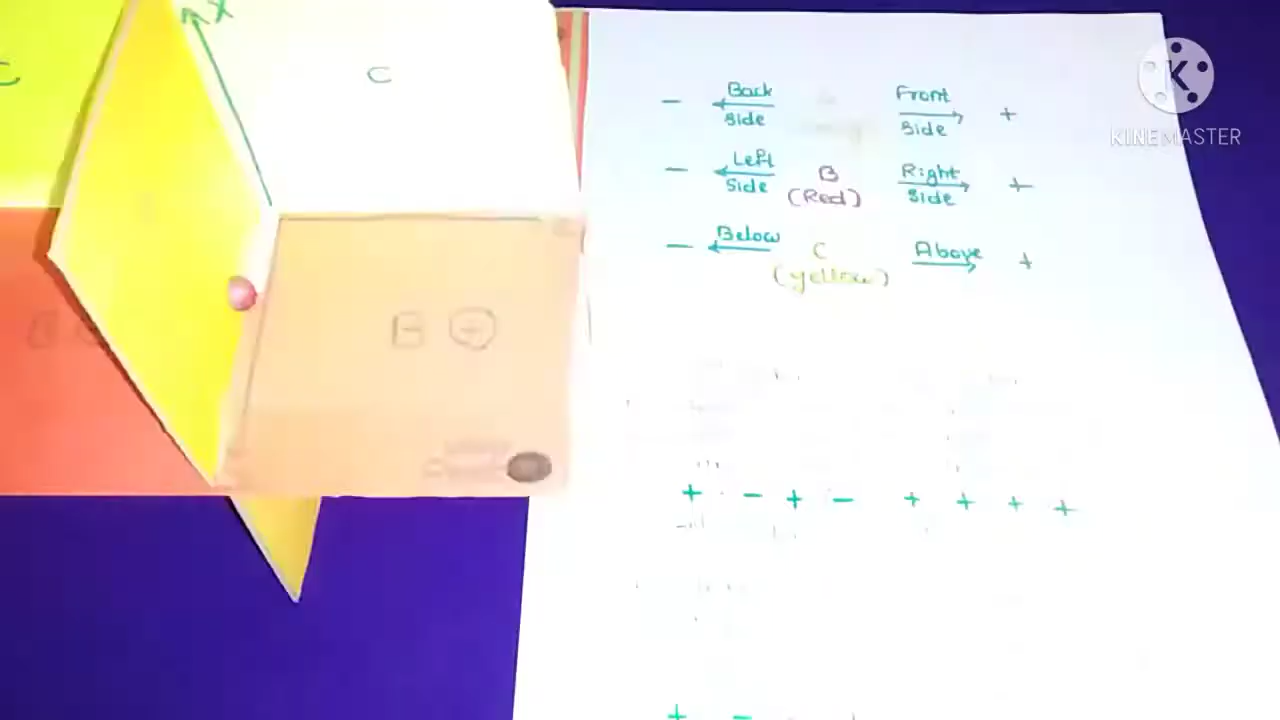 X
C
C
B +
- Back side Front side +
- Left Side B (Red) Right side +
- Below C (yellow) Above +
+ - + - + + + +
+ -
KINEMASTER